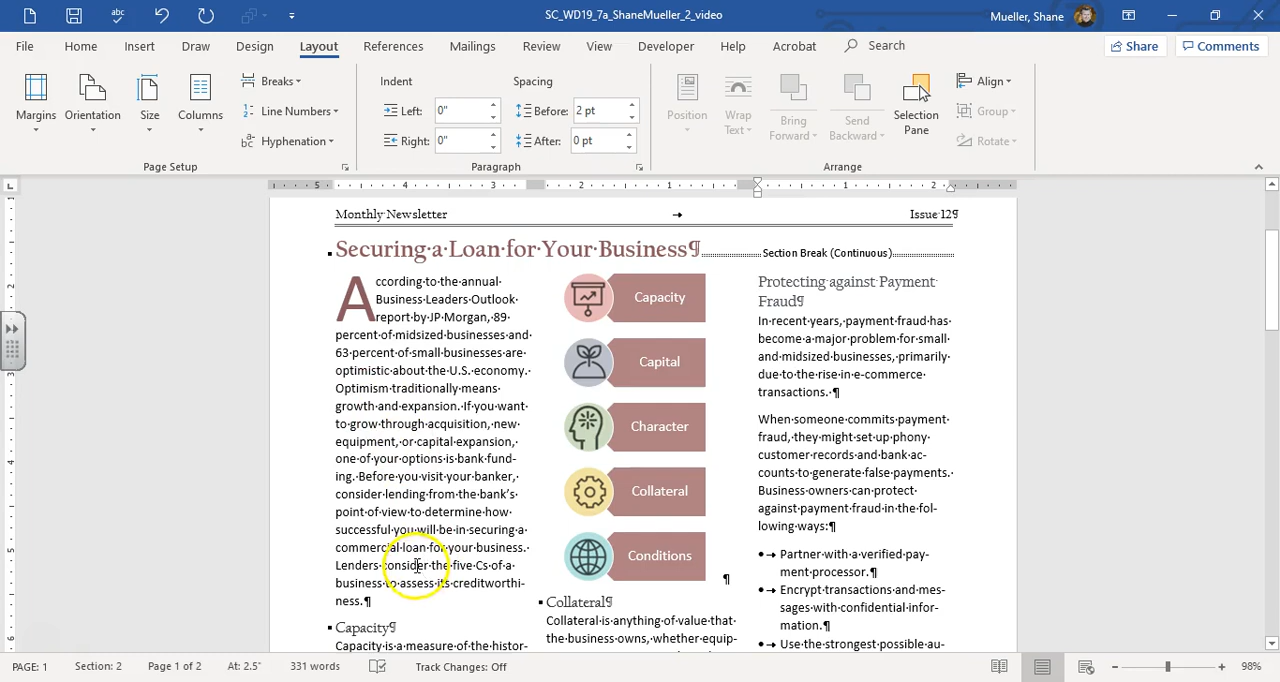 SC_WD19_7a_ShaneMueller_2_video
Mueller, Shane
File Home Insert Draw Design Layout References Mailings Review View Developer Help Acrobat Search
Share Comments
Margins
Orientation
Size
Columns
Breaks
Line Numbers
Hyphenation
Page Setup
Indent
Left: 0"
Right: 0"
Spacing
Before: 2 pt
After: 0 pt
Paragraph
Position
Wrap
Text
Bring
Forward
Send
Backward
Selection
Pane
Align
Group
Rotate
Arrange
Monthly·Newsletter → Issue·12¶
Securing·a·Loan·for·Your·Business¶ Section Break (Continuous)
According·to·the·annual·
Business·Leaders·Outlook·
report·by·JP·Morgan,·89·
percent·of·midsized·businesses·and·
63·percent·of·small·businesses·are·
optimistic·about·the·U.S.·economy.·
Optimism·traditionally·means·
growth·and·expansion.·If·you·want·
to·grow·through·acquisition,·new·
equipment,·or·capital·expansion,·
one·of·your·options·is·bank·fund-
ing.·Before·you·visit·your·banker,·
consider·lending·from·the·bank's·
point·of·view·to·determine·how·
successful·you·will·be·in·securing·a·
commercial·loan·for·your·business.·
Lenders·consider·the·five·Cs·of·a·
business·to·assess·its·creditworthi-
ness.¶
Capacity¶
Capacity·is·a·measure·of·the·histor-
Capacity
Capital
Character
Collateral
Conditions
¶
Collateral¶
Collateral·is·anything·of·value·that·
the·business·owns,·whether·equip-
Protecting·against·Payment·
Fraud¶
In·recent·years,·payment·fraud·has·
become·a·major·problem·for·small·
and·midsized·businesses,·primarily·
due·to·the·rise·in·e-commerce·
transactions.·¶
When·someone·commits·payment·
fraud,·they·might·set·up·phony·
customer·records·and·bank·ac-
counts·to·generate·false·payments.·
Business·owners·can·protect·
against·payment·fraud·in·the·fol-
lowing·ways:¶
•→Partner·with·a·verified·pay-
ment·processor.¶
•→Encrypt·transactions·and·mes-
sages·with·confidential·infor-
mation.¶
•→Use·the·strongest·possible·au-
PAGE: 1 Section: 2 Page 1 of 2 At: 2.5" 331 words Track Changes: Off 98%